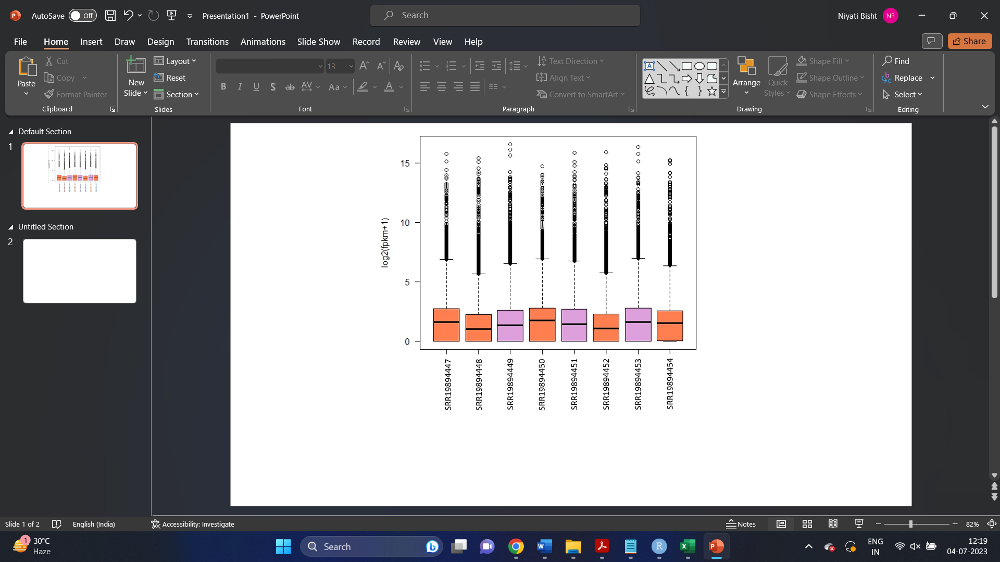 AutoSave Off Presentation1 - PowerPoint Search Niyati Bisht NB
File Home Insert Draw Design Transitions Animations Slide Show Record Review View Help Share
Paste
Cut
Copy
Format Painter
Clipboard
New
Slide
Layout
Reset
Section
Slides
13
B I U S ab AV Aa A
Font
Text Direction
Align Text
Convert to SmartArt
Paragraph
Arrange
Quick
Styles
Shape Fill
Shape Outline
Shape Effects
Drawing
Find
Replace
Select
Editing
Default Section
1
Untitled Section
2
log2(fpkm+1)
15
10
5
0
SRR19894447
SRR19894448
SRR19894449
SRR19894450
SRR19894451
SRR19894452
SRR19894453
SRR19894454
Slide 1 of 2 English (India) Accessibility: Investigate Notes 82%
1
30°C
Haze
Search
ENG
IN
12:19
04-07-2023